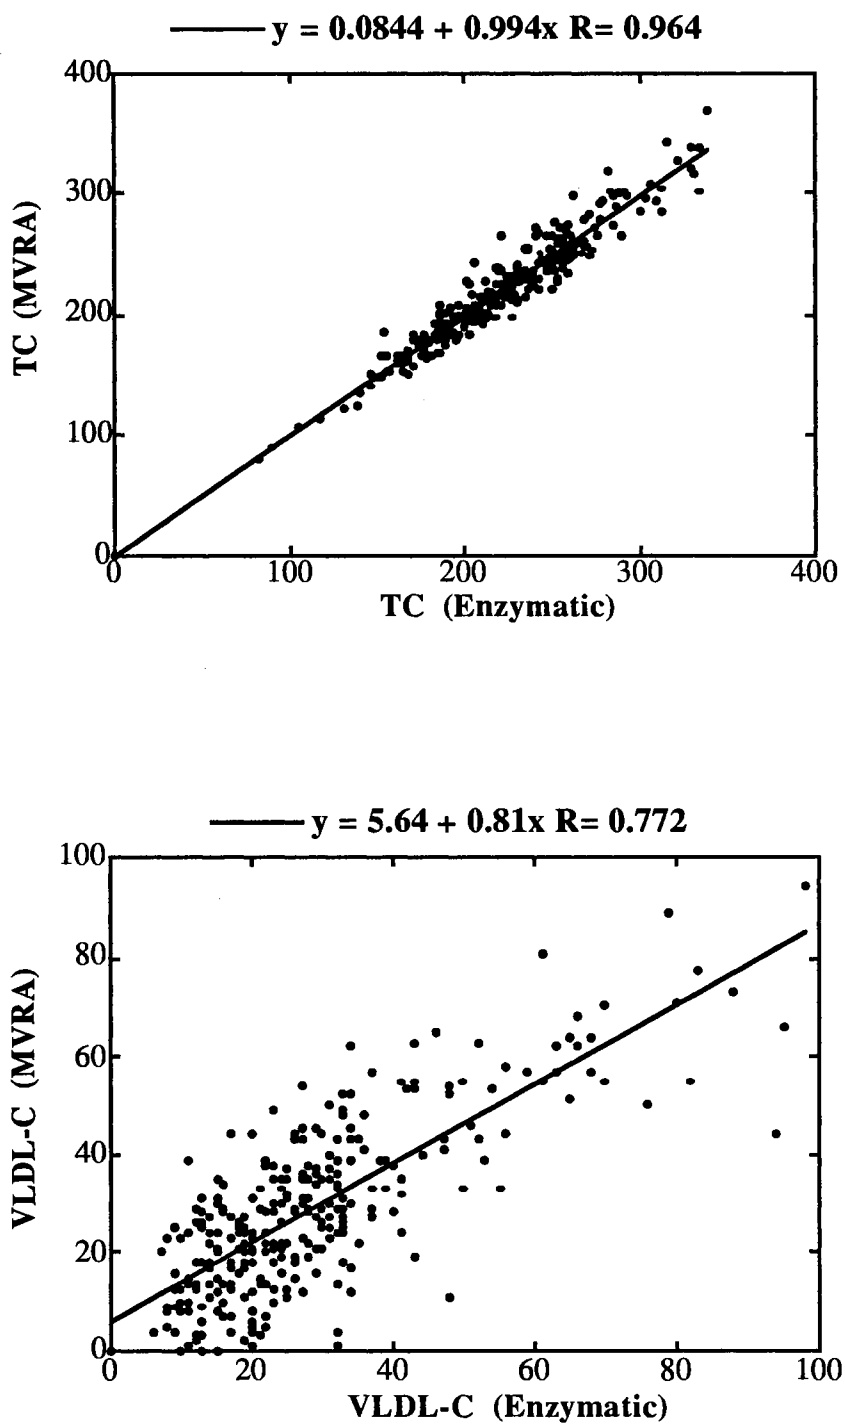 y = 0.0844 + 0.994x R= 0.964
400
300
200
100
0
TC (MVRA)
0 100 200 300 400
TC (Enzymatic)
y = 5.64 + 0.81x R= 0.772
100
80
60
40
20
0
VLDL-C (MVRA)
0 20 40 60 80 100
VLDL-C (Enzymatic)